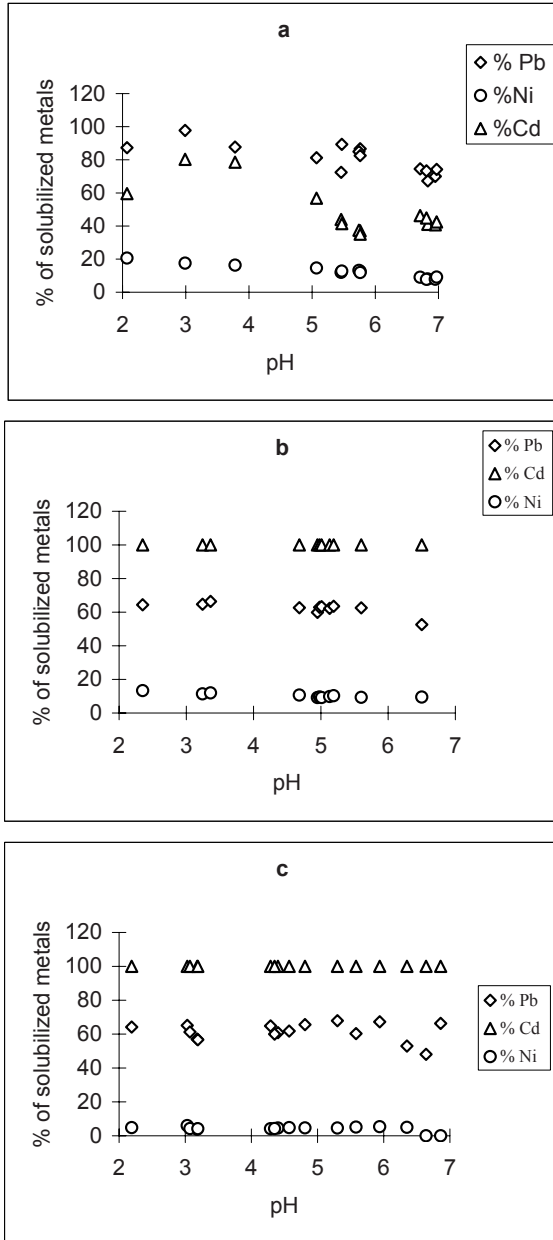 a
% Pb
%Ni
%Cd
% of solubilized metals
120
100
80
60
40
20
0
2 3 4 5 6 7
pH
b
% Pb
% Cd
% Ni
% of solubilized metals
120
100
80
60
40
20
0
2 3 4 5 6 7
pH
c
% Pb
% Cd
% Ni
% of solubilized metals
120
100
80
60
40
20
0
2 3 4 5 6 7
pH